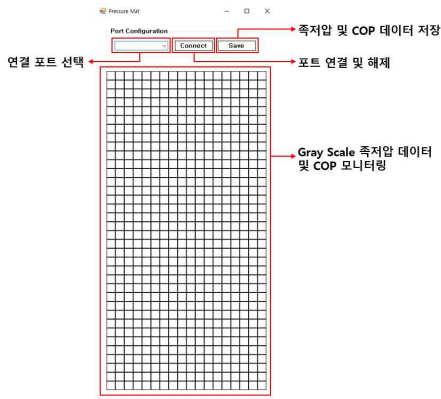 Pressure Mat
족저압 및 COP 데이터 저장
Port Configuration
Connect
Save
연결 포트 선택
포트 연결 및 해제
Gray Scale 족저압 데이터
및 COP 모니터링